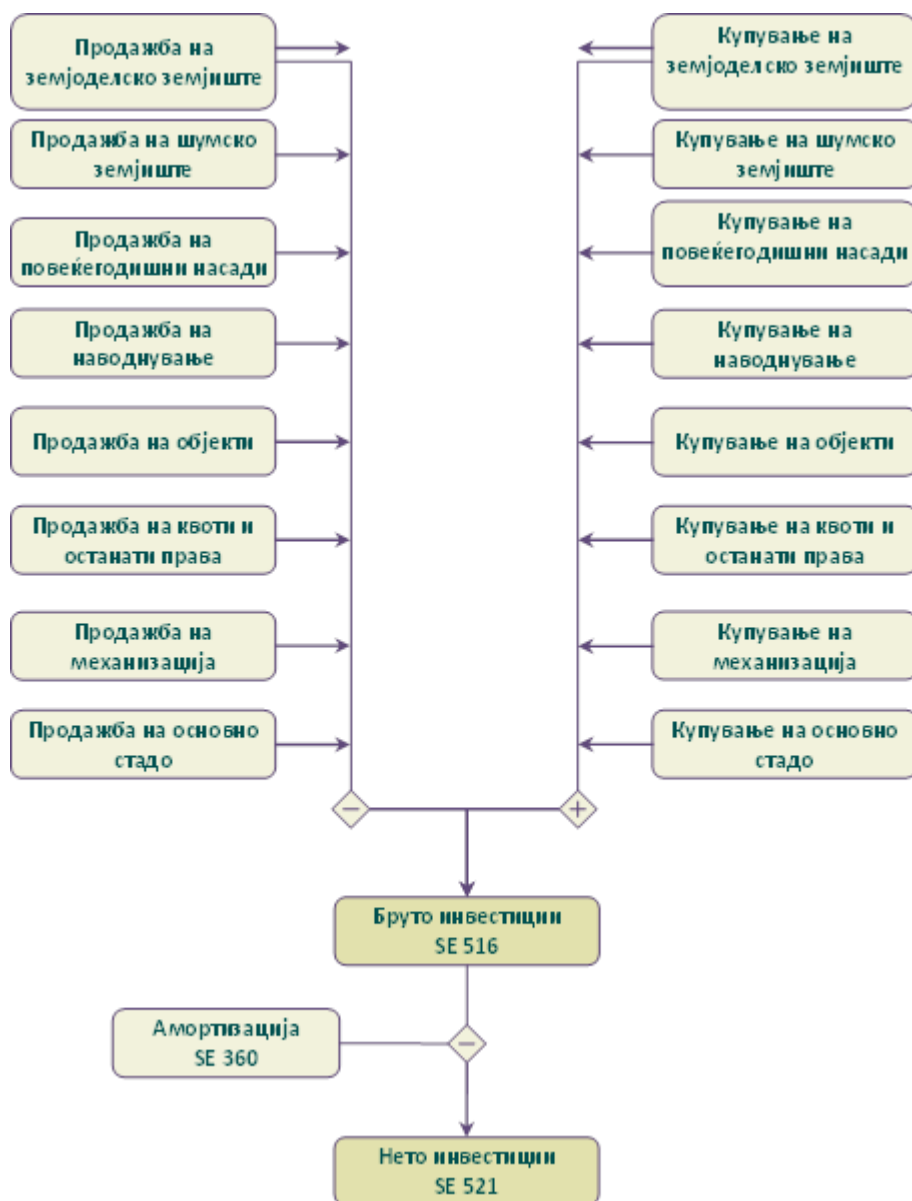 Продажба на
земјоделско земјиште
Продажба на шумско
земјиште
Продажба на
повеќегодишни насади
Продажба на
наводнување
Продажба на објекти
Продажба на квоти и
останати права
Продажба на
механизација
Продажба на основно
стадо
Купување на
земјоделско земјиште
Купување на шумско
земјиште
Купување на
повеќегодишни насади
Купување на
наводнување
Купување на објекти
Купување на квоти и
останати права
Купување на
механизација
Купување на основно
стадо
−
+
Бруто инвестиции
SE 516
Амортивација
SE 360
−
Нето инвестиции
SE 521